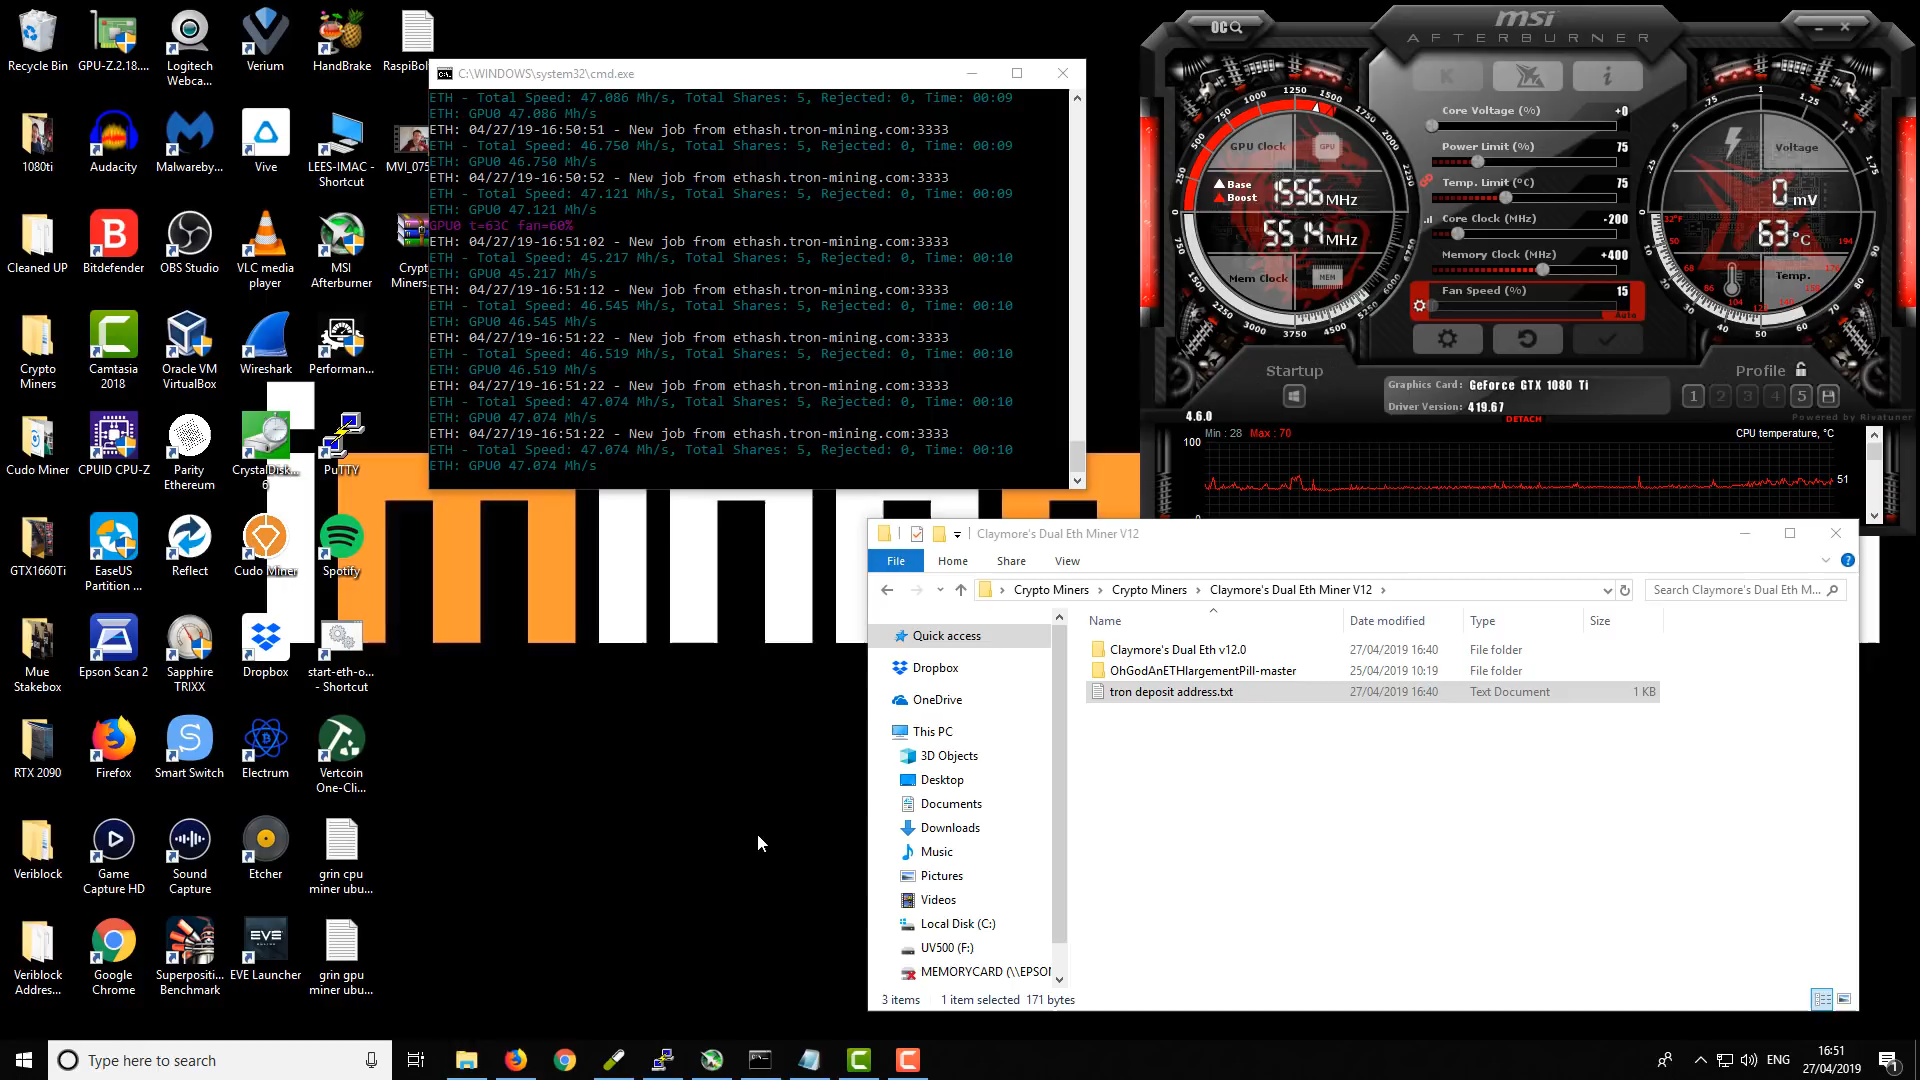 Recycle Bin
GPU-Z.2.18....
Logitech Webca...
Verium
HandBrake
RaspiBol
1080ti
Audacity
Malwareby...
Vive
LEES-IMAC - Shortcut
MVI_075
Cleaned UP
Bitdefender
OBS Studio
VLC media player
MSI Afterburner
Crypt Miners
Crypto Miners
Camtasia 2018
Oracle VM VirtualBox
Wireshark
Performan...
Cudo Miner
CPUID CPU-Z
Parity Ethereum
CrystalDisk... 6
PuTTY
GTX1660Ti
EaseUS Partition ...
Reflect
Cudo Miner
Spotify
Mue Stakebox
Epson Scan 2
Sapphire TRIXX
Dropbox
start-eth-o... - Shortcut
RTX 2090
Firefox
Smart Switch
Electrum
Vertcoin One-Cli...
Veriblock
Game Capture HD
Sound Capture
Etcher
grin cpu miner ubu...
Veriblock Addres...
Google Chrome
Superpositi... Benchmark
EVE Launcher
grin gpu miner ubu...
C:\WINDOWS\system32\cmd.exe
ETH - Total Speed: 47.086 Mh/s, Total Shares: 5, Rejected: 0, Time: 00:09
ETH: GPU0 47.086 Mh/s
ETH: 04/27/19-16:50:51 - New job from ethash.tron-mining.com:3333
ETH - Total Speed: 46.750 Mh/s, Total Shares: 5, Rejected: 0, Time: 00:09
ETH: GPU0 46.750 Mh/s
ETH: 04/27/19-16:50:52 - New job from ethash.tron-mining.com:3333
ETH - Total Speed: 47.121 Mh/s, Total Shares: 5, Rejected: 0, Time: 00:09
ETH: GPU0 47.121 Mh/s
GPU0 t=63C fan=60%
ETH: 04/27/19-16:51:02 - New job from ethash.tron-mining.com:3333
ETH - Total Speed: 45.217 Mh/s, Total Shares: 5, Rejected: 0, Time: 00:10
ETH: GPU0 45.217 Mh/s
ETH: 04/27/19-16:51:12 - New job from ethash.tron-mining.com:3333
ETH - Total Speed: 46.545 Mh/s, Total Shares: 5, Rejected: 0, Time: 00:10
ETH: GPU0 46.545 Mh/s
ETH: 04/27/19-16:51:22 - New job from ethash.tron-mining.com:3333
ETH - Total Speed: 46.519 Mh/s, Total Shares: 5, Rejected: 0, Time: 00:10
ETH: GPU0 46.519 Mh/s
ETH: 04/27/19-16:51:22 - New job from ethash.tron-mining.com:3333
ETH - Total Speed: 47.074 Mh/s, Total Shares: 5, Rejected: 0, Time: 00:10
ETH: GPU0 47.074 Mh/s
ETH: 04/27/19-16:51:22 - New job from ethash.tron-mining.com:3333
ETH - Total Speed: 47.074 Mh/s, Total Shares: 5, Rejected: 0, Time: 00:10
ETH: GPU0 47.074 Mh/s
OC
msi
AFTERBURNER
K
i
GPU Clock
GPU
Base
Boost
1556 MHz
5514 MHz
Mem Clock
MEM
Core Voltage (%) +0
Power Limit (%) 75
Temp. Limit (°C) 75
Core Clock (MHz) -200
Memory Clock (MHz) +400
Fan Speed (%) 15
Auto
Voltage
0 mV
63 °C
Temp.
Startup
Graphics Card: GeForce GTX 1080 Ti
Driver Version: 419.67
Profile
1 2 3 4 5
4.6.0
DETACH
Powered by Rivatuner
100
Min : 28 Max : 70
CPU temperature, °C
51
Claymore's Dual Eth Miner V12
File Home Share View
Crypto Miners > Crypto Miners > Claymore's Dual Eth Miner V12 >
Search Claymore's Dual Eth M...
Name Date modified Type Size
Claymore's Dual Eth v12.0 27/04/2019 16:40 File folder
OhGodAnETHlargementPill-master 25/04/2019 10:19 File folder
tron deposit address.txt 27/04/2019 16:40 Text Document 1 KB
Quick access
Dropbox
OneDrive
This PC
3D Objects
Desktop
Documents
Downloads
Music
Pictures
Videos
Local Disk (C:)
UV500 (F:)
MEMORYCARD (\\EPSON
3 items 1 item selected 171 bytes
Type here to search
ENG
16:51
27/04/2019
1